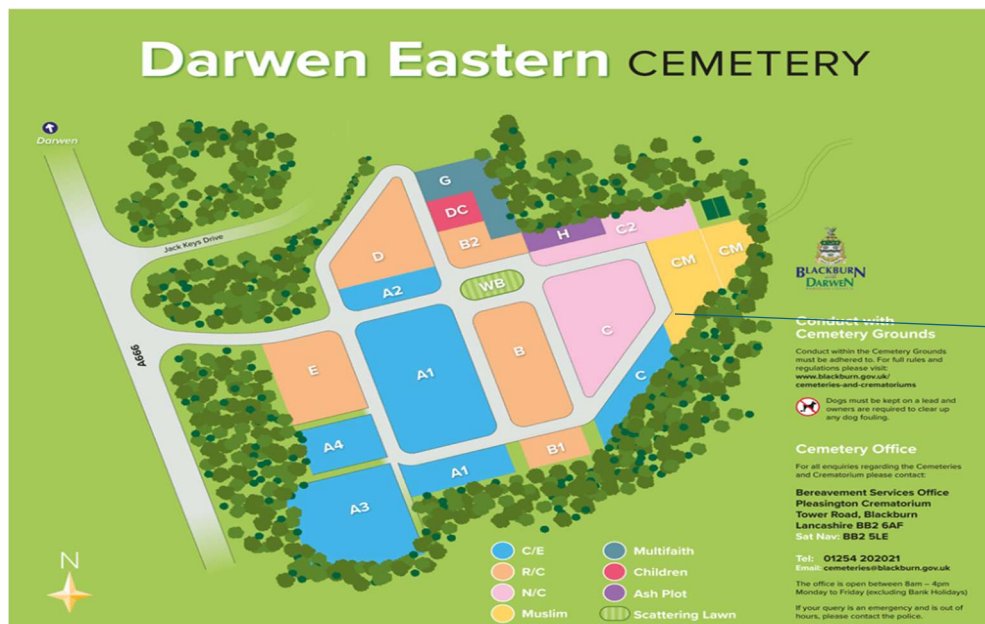 Darwen Eastern CEMETERY
Darwen
Jack Keys Drive
A666
G
DC
B2
H
C2
CM
CM
D
A2
WB
C
B
A1
E
C
A4
B1
A1
A3
N
C/E
R/C
N/C
Muslim
Multifaith
Children
Ash Plot
Scattering Lawn
BLACKBURN
DARWEN
Conduct with
Cemetery Grounds
Conduct within the Cemetery Grounds
must be adhered to. For full rules and
regulations please visit:
www.blackburn.gov.uk/
cemeteries-and-crematoriums
Dogs must be kept on a lead and
owners are required to clear up
any dog fouling.
Cemetery Office
For all enquiries regarding the Cemeteries
and Crematorium please contact:
Bereavement Services Office
Pleasington Crematorium
Tower Road, Blackburn
Lancashire BB2 6AF
Sat Nav: BB2 5LE
Tel: 01254 202021
Email: cemeteries@blackburn.gov.uk
The office is open between 8am – 4pm
Monday to Friday (excluding Bank Holidays)
If your query is an emergency and is out of
hours, please contact the police.